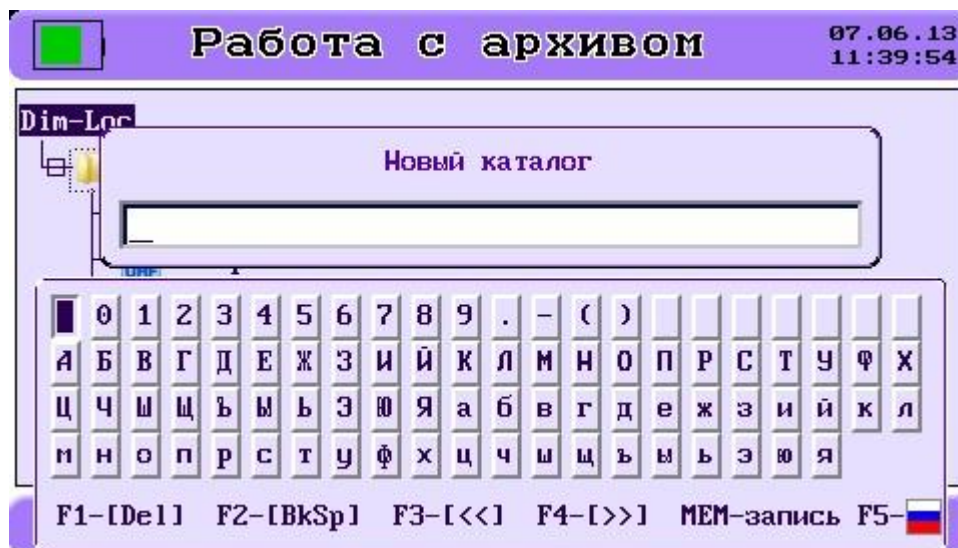 Работа с архивом
07.06.13
11:39:54
Dim-Loc
Новый каталог
0 1 2 3 4 5 6 7 8 9 . - ( )
А Б В Г Д Е Ж З И Й К Л М Н О П Р С Т У Ф Х
Ц Ч Ш Щ Ъ Ы Ь Э Ю Я а б в г д е ж з и й к л
м н о п р с т у ф х ц ч ш щ ъ ы ь э ю я
F1-[Del] F2-[BkSp] F3-[<<] F4-[>>] МЕМ-запись F5-